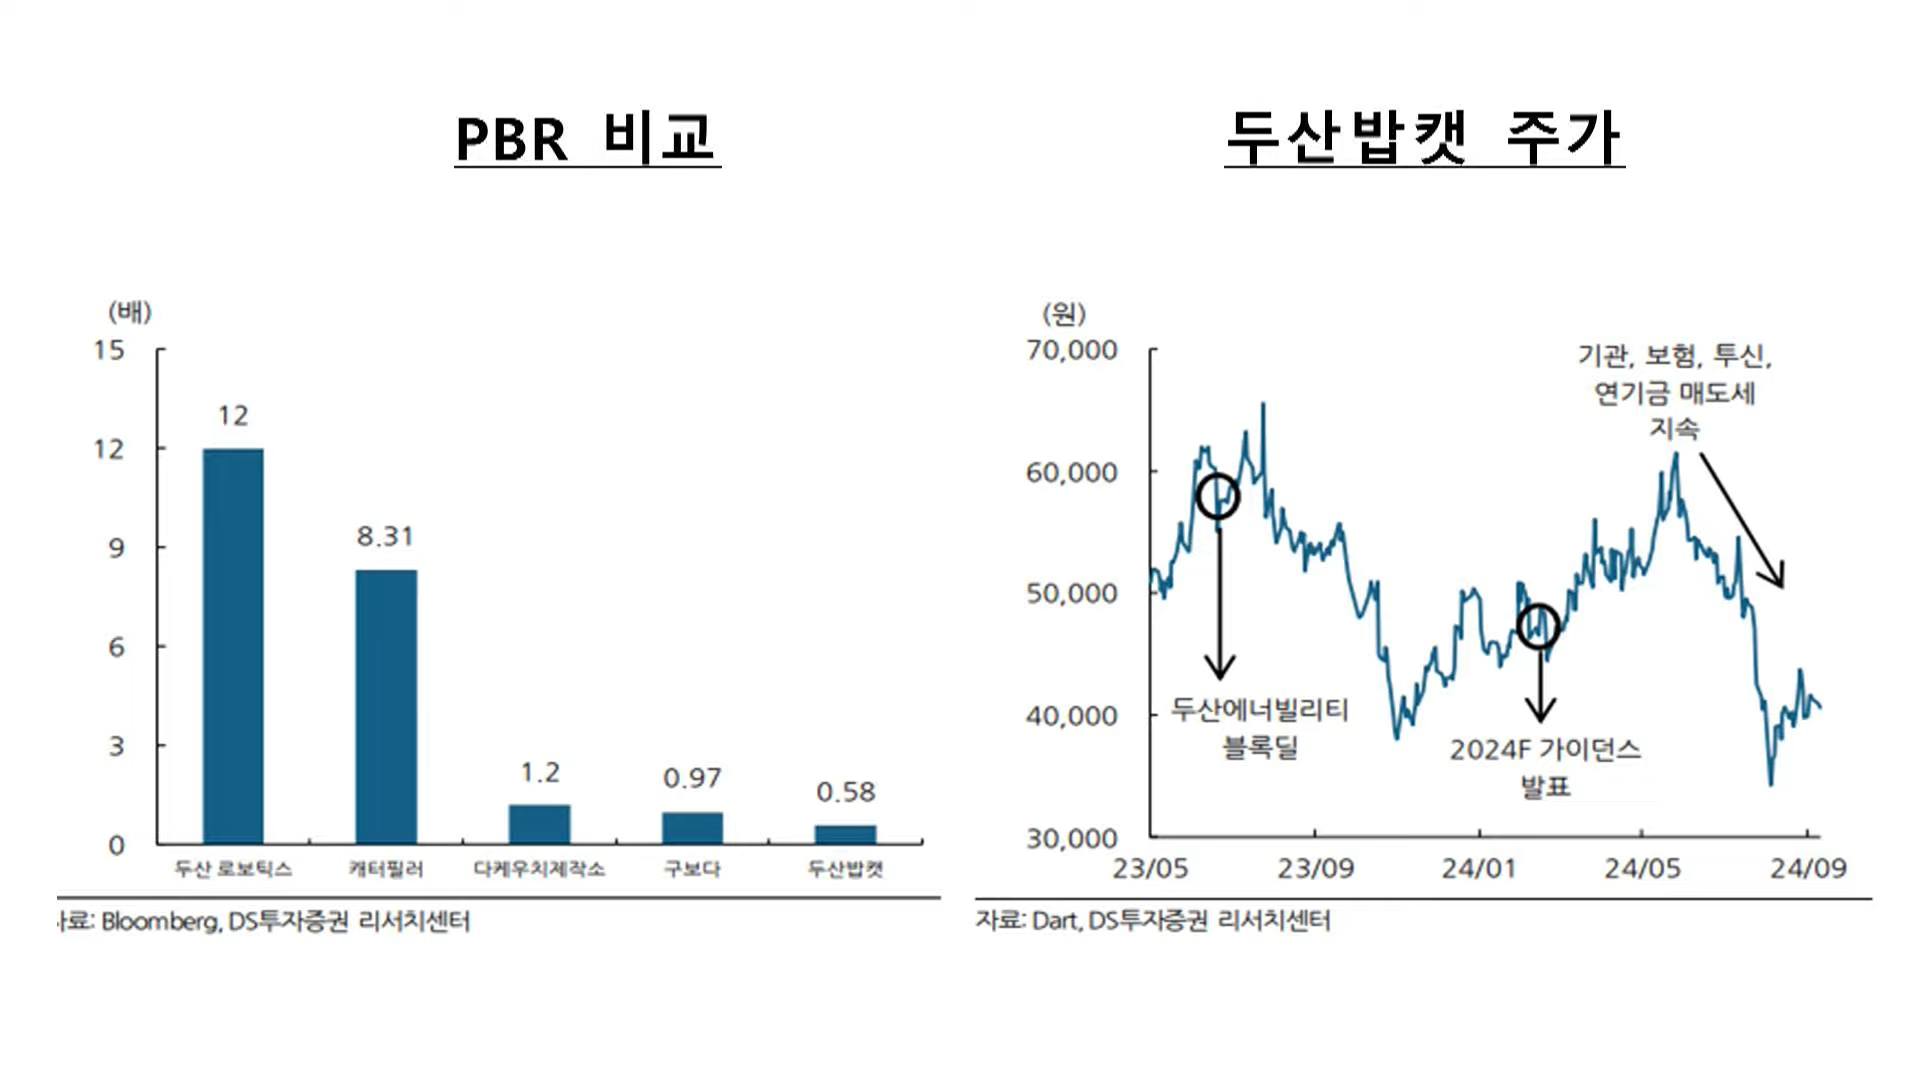 PBR 비교
(배)
15
12
9
6
3
0
12
8.31
1.2
0.97
0.58
두산 로보틱스
캐터필러
다케우치제작소
구보다
두산밥캣
자료: Bloomberg, DS투자증권 리서치센터
두산밥캣 주가
(원)
70,000
60,000
50,000
40,000
30,000
기관, 보험, 투신,
연기금 매도세
지속
두산에너빌리티
블록딜
2024F 가이던스
발표
23/05
23/09
24/01
24/05
24/09
자료: Dart, DS투자증권 리서치센터